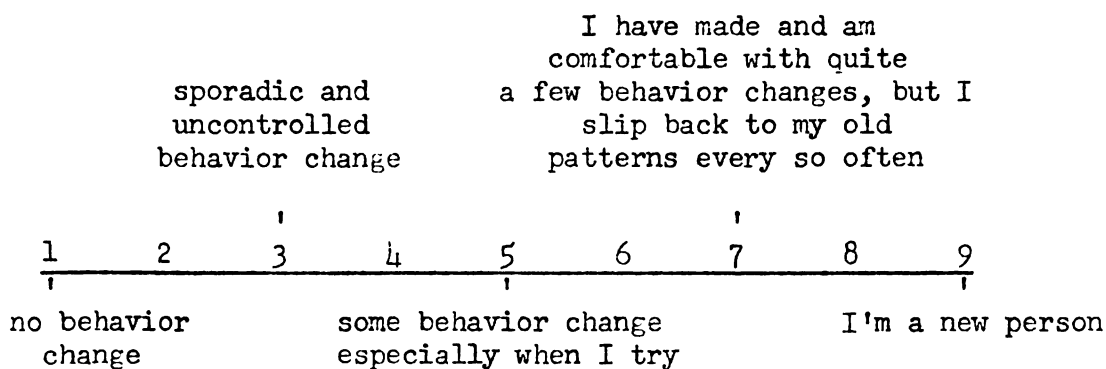 I have made and am
comfortable with quite
a few behavior changes, but I
slip back to my old
patterns every so often
sporadic and
uncontrolled
behavior change
1 2 3 4 5 6 7 8 9
no behavior
change
some behavior change
especially when I try
I'm a new person